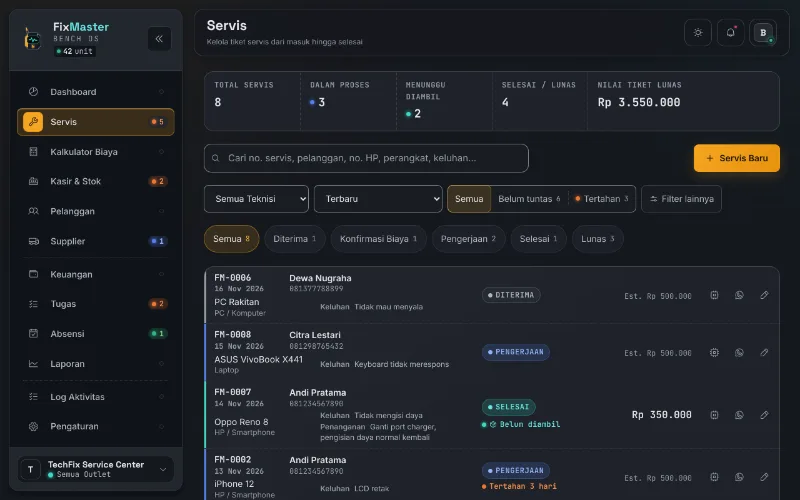 FixMaster
BENCH OS
42 unit
Dashboard
Servis
5
Kalkulator Biaya
Kasir & Stok
2
Pelanggan
Supplier
1
Keuangan
Tugas
2
Absensi
1
Laporan
Log Aktivitas
Pengaturan
T
TechFix Service Center
Semua Outlet
Servis
Kelola tiket servis dari masuk hingga selesai
B
TOTAL SERVIS
8
DALAM PROSES
3
MENUNGGU
DIAMBIL
2
SELESAI / LUNAS
4
NILAI TIKET LUNAS
Rp 3.550.000
Cari no. servis, pelanggan, no. HP, perangkat, keluhan...
+ Servis Baru
Semua Teknisi
Terbaru
Semua
Belum tuntas 6
Tertahan 3
Filter lainnya
Semua 8
Diterima 1
Konfirmasi Biaya 1
Pengerjaan 2
Selesai 1
Lunas 3
FM-0006
16 Nov 2026
PC Rakitan
PC / Komputer
Dewa Nugraha
081377788899
Keluhan Tidak mau menyala
DITERIMA
Est. Rp 500.000
FM-0008
15 Nov 2026
ASUS VivoBook X441
Laptop
Citra Lestari
081298765432
Keluhan Keyboard tidak merespons
PENGERJAAN
Est. Rp 500.000
FM-0007
14 Nov 2026
Oppo Reno 8
HP / Smartphone
Andi Pratama
081234567890
Keluhan Tidak mengisi daya
Penanganan Ganti port charger,
pengisian daya normal kembali
SELESAI
Belum diambil
Rp 350.000
FM-0002
13 Nov 2026
iPhone 12
HP / Smartphone
Andi Pratama
081234567890
Keluhan LCD retak
PENGERJAAN
Tertahan 3 hari
Est. Rp 500.000